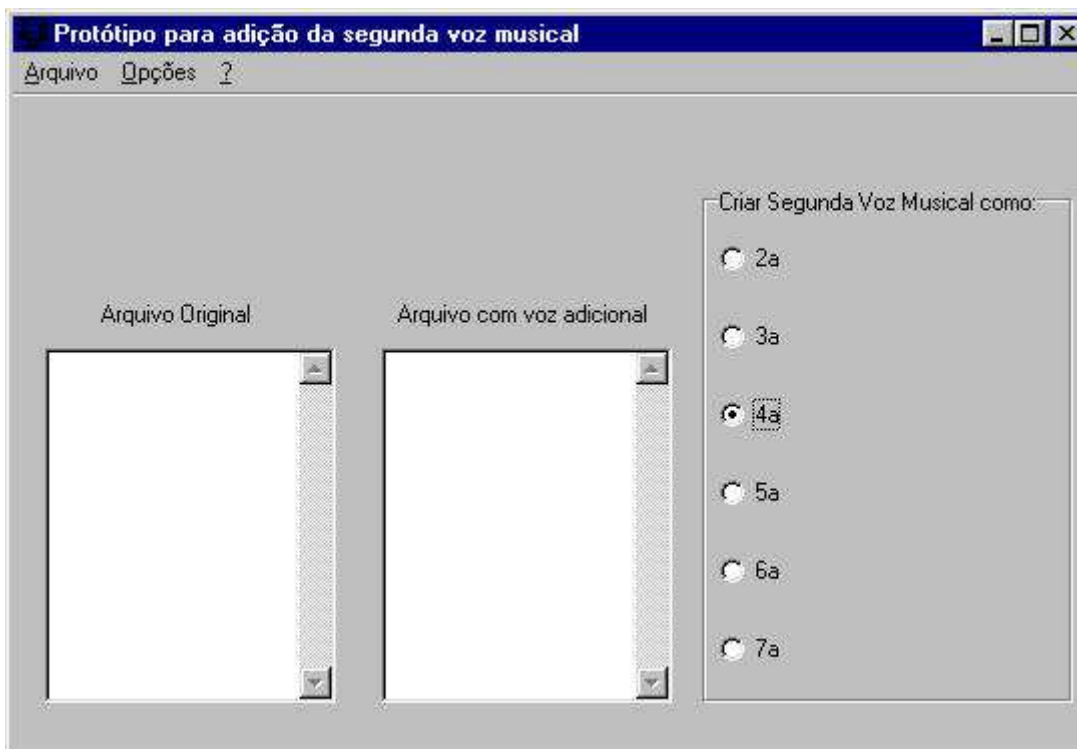 Protótipo para adição da segunda voz musical
Arquivo Opções ?
Criar Segunda Voz Musical como:
2a
3a
4a
5a
6a
7a
Arquivo Original
Arquivo com voz adicional